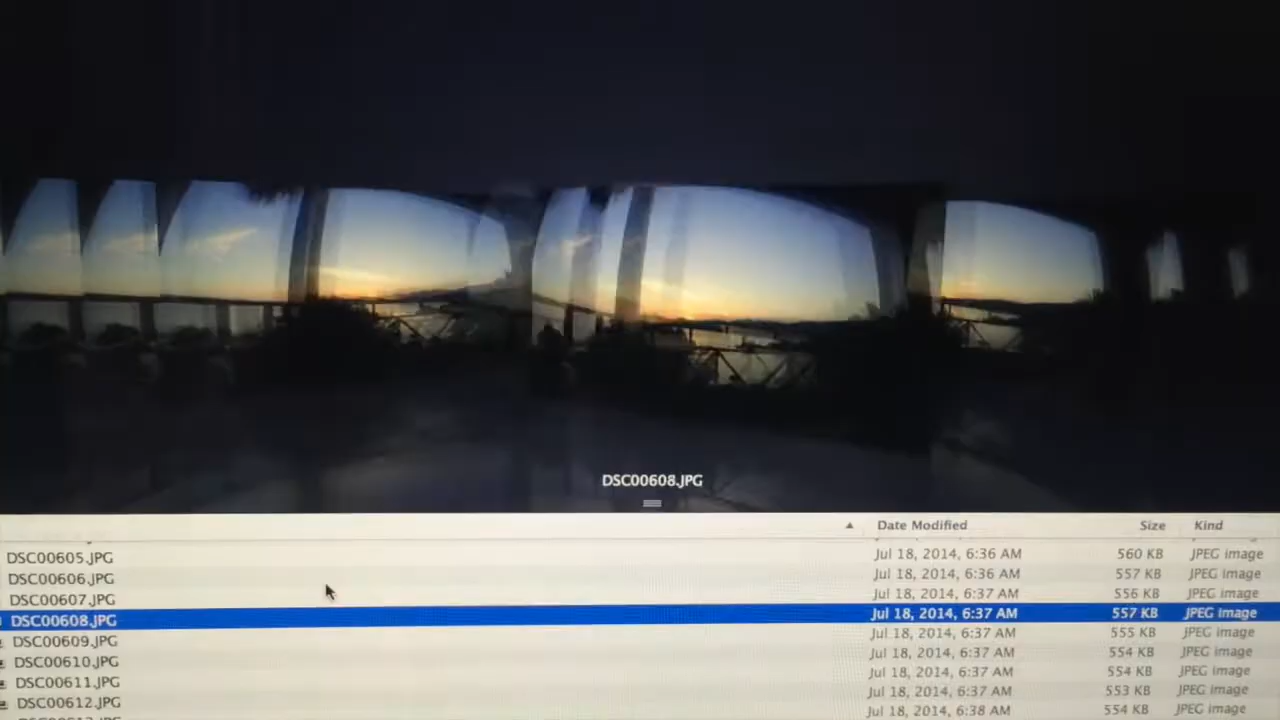 DSC00608.JPG
Date Modified Size Kind
DSC00605.JPG Jul 18, 2014, 6:36 AM 560 KB JPEG image
DSC00606.JPG Jul 18, 2014, 6:36 AM 557 KB JPEG image
DSC00607.JPG Jul 18, 2014, 6:37 AM 556 KB JPEG image
DSC00608.JPG Jul 18, 2014, 6:37 AM 557 KB JPEG image
DSC00609.JPG Jul 18, 2014, 6:37 AM 555 KB JPEG image
DSC00610.JPG Jul 18, 2014, 6:37 AM 554 KB JPEG image
DSC00611.JPG Jul 18, 2014, 6:37 AM 554 KB JPEG image
DSC00612.JPG Jul 18, 2014, 6:37 AM 553 KB JPEG image
Jul 18, 2014, 6:38 AM 554 KB JPEG image